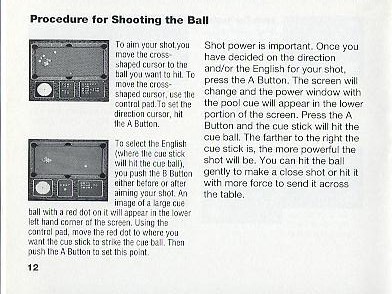 Procedure for Shooting the Ball
To aim your shot,you
move the cross-
shaped cursor to the
ball you want to hit. To
move the cross-
shaped cursor, use the
control pad.To set the
direction cursor, hit
the A Button.
To select the English
(where the cue stick
will hit the cue ball),
you push the B Button
either before or after
aiming your shot. An
image of a large cue
ball with a red dot on it will appear in the lower
left hand corner of the screen. Using the
control pad, move the red dot to where you
want the cue stick to strike the cue ball. Then
push the A Button to set this point.
Shot power is important. Once you
have decided on the direction
and/or the English for your shot,
press the A Button. The screen will
change and the power window with
the pool cue will appear in the lower
portion of the screen. Press the A
Button and the cue stick will hit the
cue ball. The farther to the right the
cue stick is, the more powerful the
shot will be. You can hit the ball
gently to make a close shot or hit it
with more force to send it across
the table.
12